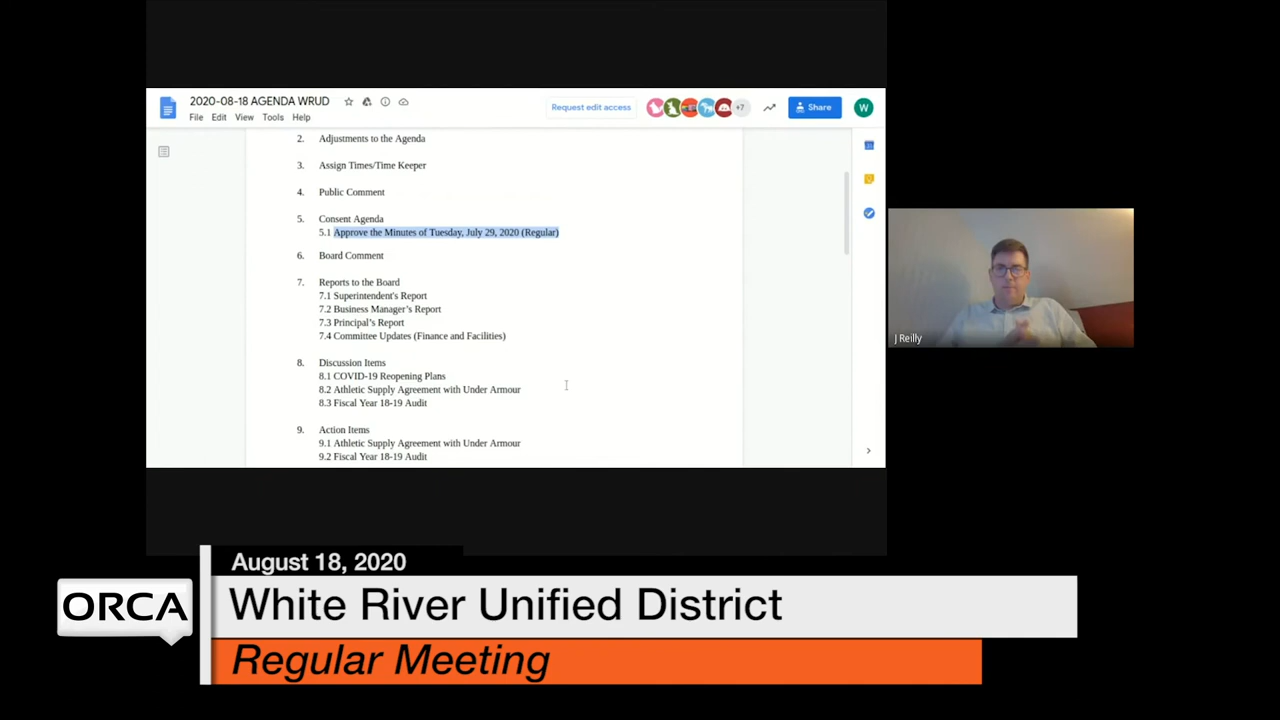 2020-08-18 AGENDA WRUD
File Edit View Tools Help
Request edit access
+7
Share
W
2. Adjustments to the Agenda
3. Assign Times/Time Keeper
4. Public Comment
5. Consent Agenda
5.1 Approve the Minutes of Tuesday, July 29, 2020 (Regular)
6. Board Comment
7. Reports to the Board
7.1 Superintendent's Report
7.2 Business Manager's Report
7.3 Principal's Report
7.4 Committee Updates (Finance and Facilities)
8. Discussion Items
8.1 COVID-19 Reopening Plans
8.2 Athletic Supply Agreement with Under Armour
8.3 Fiscal Year 18-19 Audit
9. Action Items
9.1 Athletic Supply Agreement with Under Armour
9.2 Fiscal Year 18-19 Audit
J Reilly
August 18, 2020
ORCA
White River Unified District
Regular Meeting